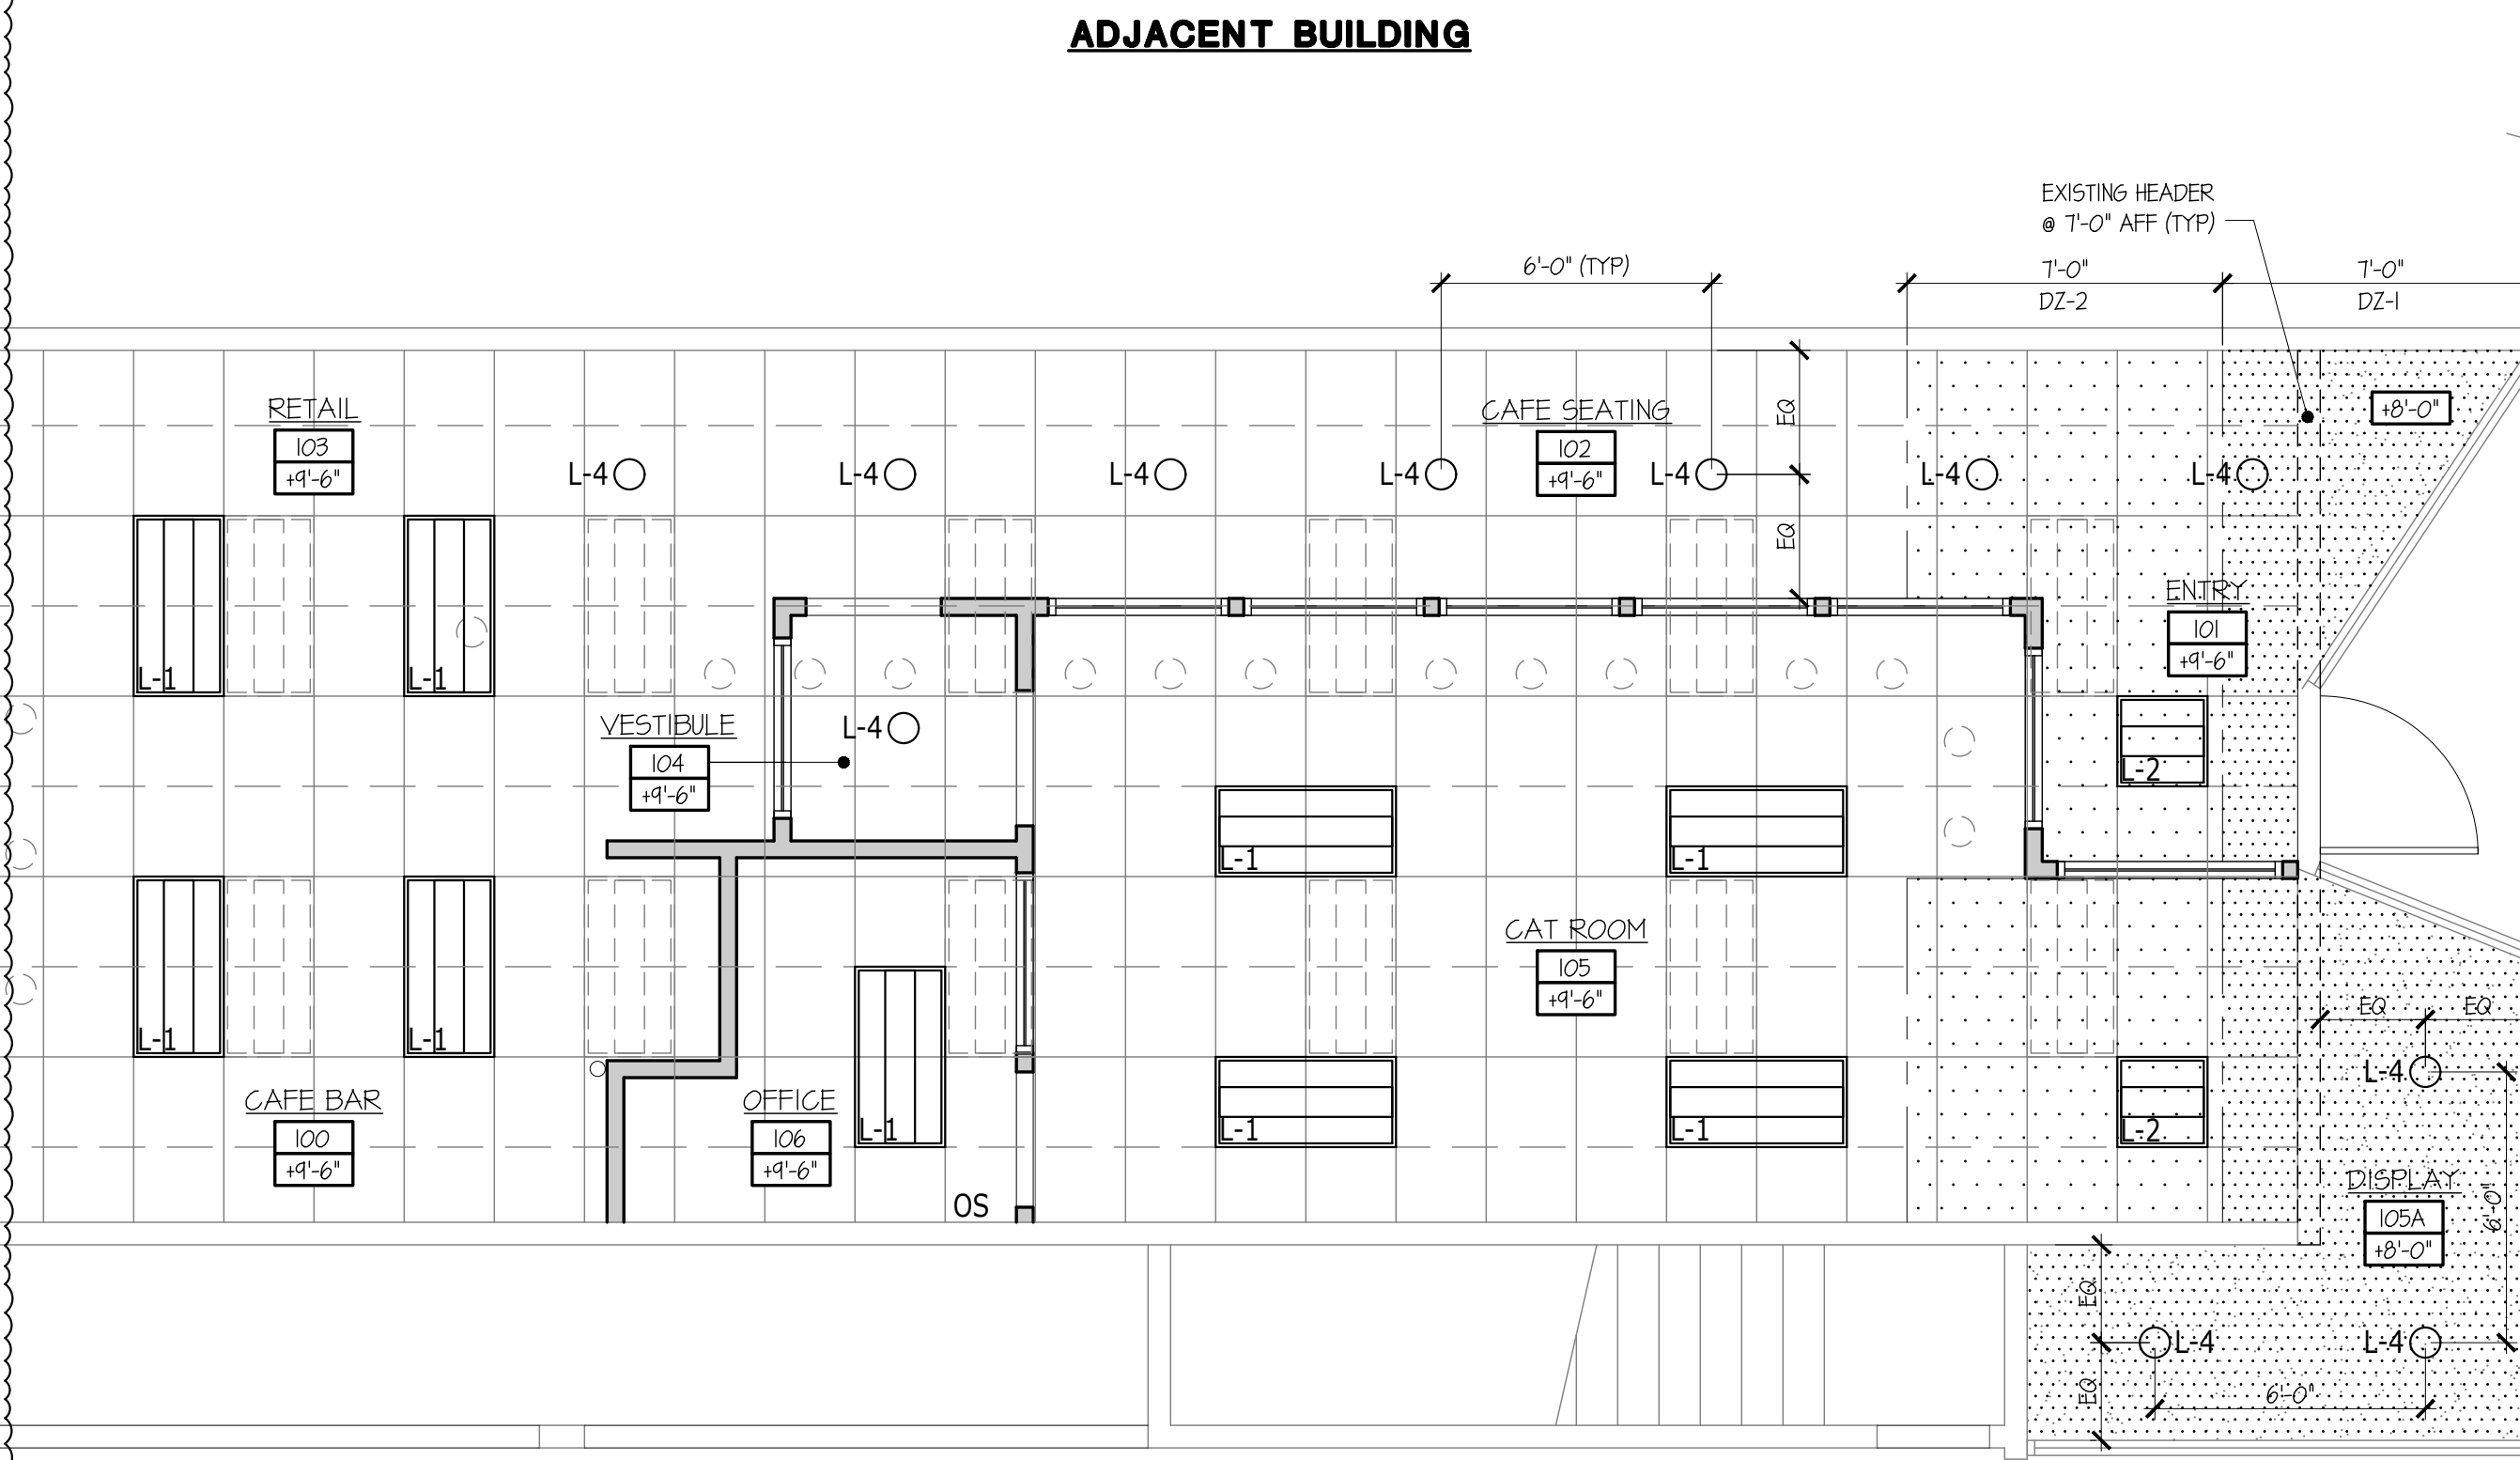 ADJACENT BUILDING
EXISTING HEADER
@ 7'-0" AFF (TYP)
6'-0" (TYP)
7'-0"
7'-0"
DZ-2
DZ-1
RETAIL
103
+9'-6"
CAFE SEATING
102
+9'-6"
EQ
+8'-0"
L-4
L-4
L-4
L-4
L-4
L-4
L-4
EQ
ENTRY
101
+9'-6"
L-1
L-1
VESTIBULE
104
+9'-6"
L-4
L-2
L-1
L-1
CAT ROOM
105
+9'-6"
EQ
EQ
L-1
L-1
L-4
CAFE BAR
100
+9'-6"
OFFICE
106
+9'-6"
L-1
L-1
L-1
L-2
OS
DISPLAY
105A
+8'-0"
6'-0"
EQ
L-4
L-4
EQ
6'-0"